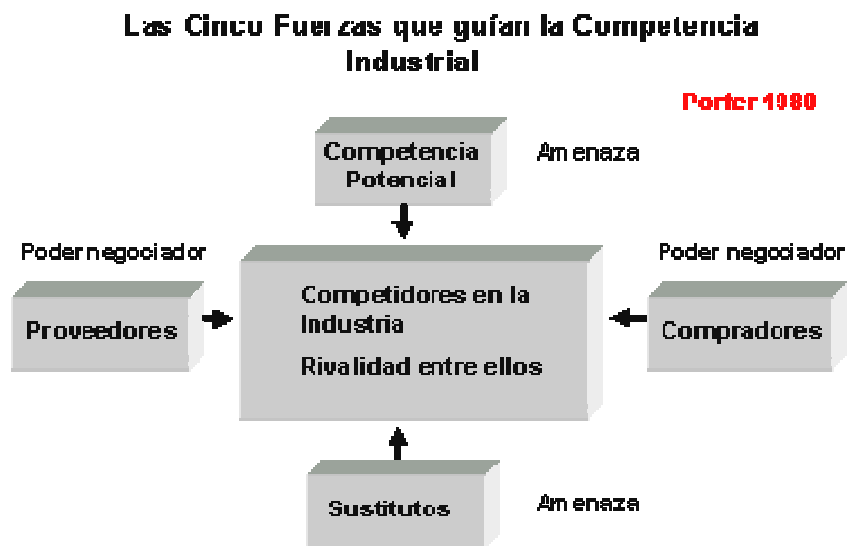 Las Cinco Fuerzas que guían la Competencia
Industrial
Porter 1980
Competencia
Potencial
Amenaza
Poder negociador
Poder negociador
Competidores en la
Industria
Rivalidad entre ellos
Proveedores
Compradores
Sustitutos
Amenaza